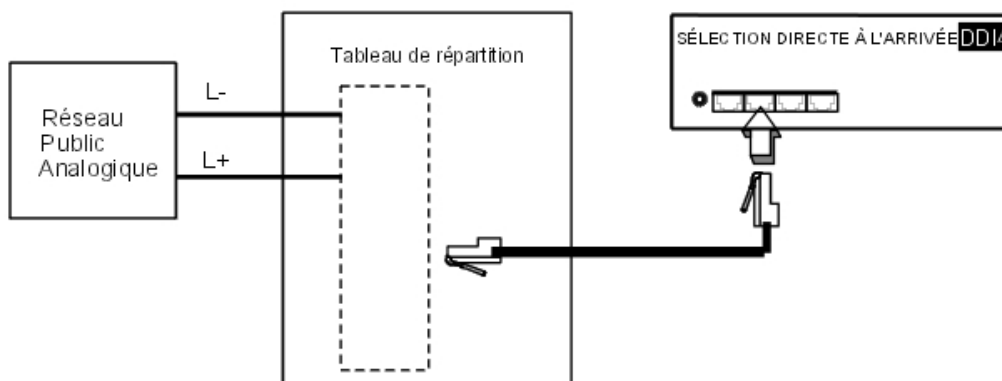 Tableau de répartition
SÉLECTION DIRECTE À L'ARRIVÉE DDI4
L-
Réseau
Public
Analogique
L+